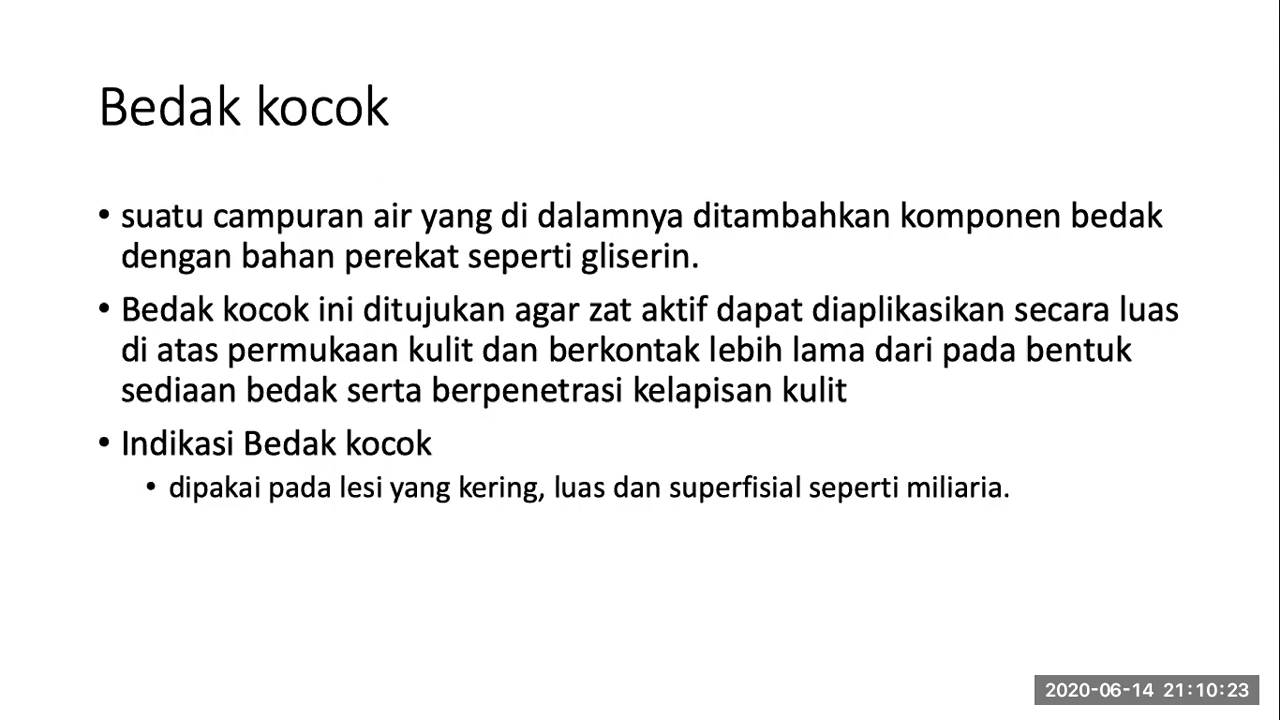 Bedak kocok
• suatu campuran air yang di dalamnya ditambahkan komponen bedak
dengan bahan perekat seperti gliserin.
• Bedak kocok ini ditujukan agar zat aktif dapat diaplikasikan secara luas
di atas permukaan kulit dan berkontak lebih lama dari pada bentuk
sediaan bedak serta berpenetrasi kelapisan kulit
• Indikasi Bedak kocok
• dipakai pada lesi yang kering, luas dan superfisial seperti miliaria.
2020-06-14 21:10:23